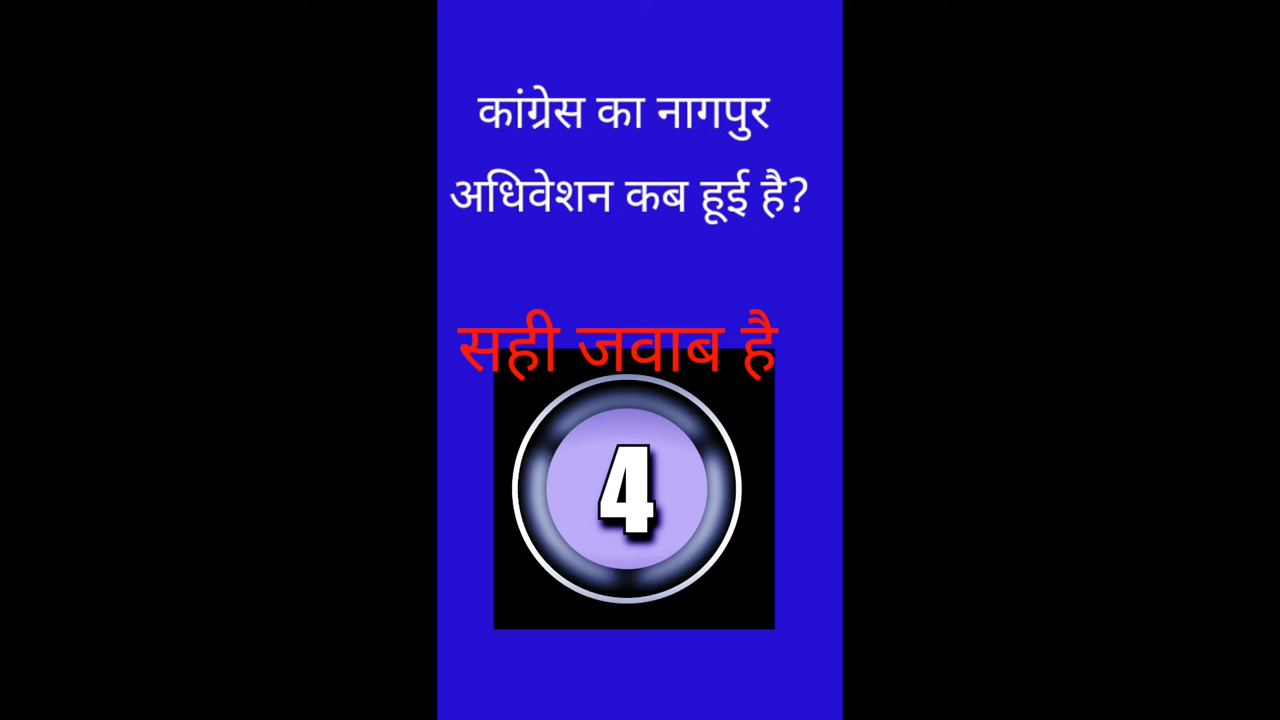 कांग्रेस का नागपुर
अधिवेशन कब हूई है?
सही जवाब है
4